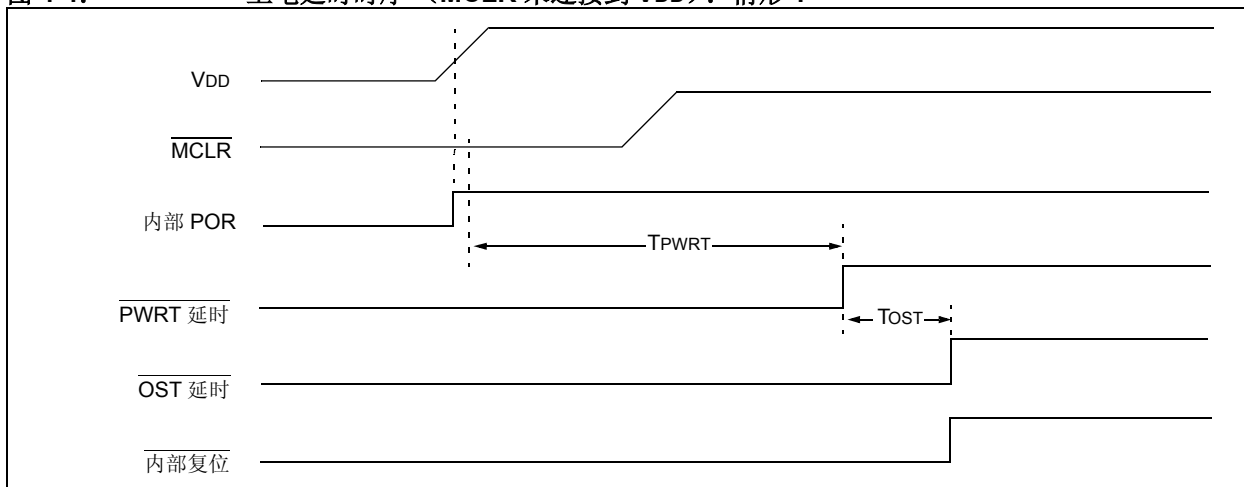 上电延时时序（MCLR 未连接到 VDD）：情形
VDD
MCLR
内部 POR
TPWRT
PWRT 延时
TOST
OST 延时
内部复位